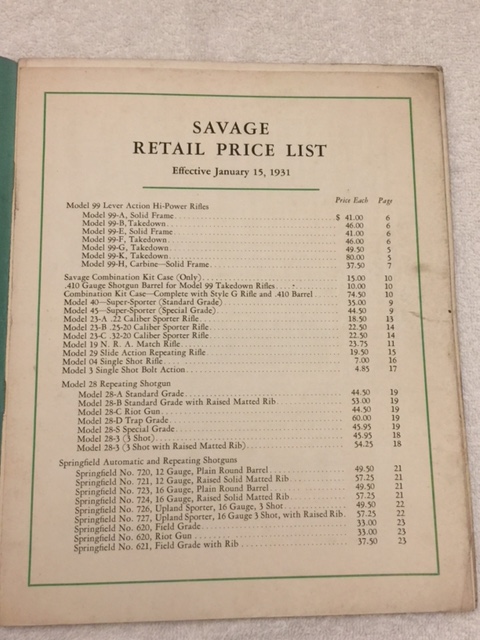 SAVAGE
RETAIL PRICE LIST
Effective January 15, 1931
Price Each Page
Model 99 Lever Action Hi-Power Rifles
Model 99-A, Solid Frame $ 41.00 6
Model 99-B, Takedown 46.00 6
Model 99-E, Solid Frame 41.00 6
Model 99-F, Takedown 46.00 6
Model 99-G, Takedown 49.50 5
Model 99-K, Takedown 80.00 5
Model 99-H, Carbine—Solid Frame 37.50 7
Savage Combination Kit Case (Only) 15.00 10
.410 Gauge Shotgun Barrel for Model 99 Takedown Rifles 10.00 10
Combination Kit Case—Complete with Style G Rifle and .410 Barrel 74.50 10
Model 40—Super-Sporter (Standard Grade) 35.00 9
Model 45—Super-Sporter (Special Grade) 44.50 9
Model 23-A .22 Caliber Sporter Rifle 18.50 13
Model 23-B .25-20 Caliber Sporter Rifle 22.50 14
Model 23-C .32-20 Caliber Sporter Rifle 22.50 14
Model 19 N. R. A. Match Rifle 23.75 11
Model 29 Slide Action Repeating Rifle 19.50 15
Model 04 Single Shot Rifle 7.00 16
Model 3 Single Shot Bolt Action 4.85 17
Model 28 Repeating Shotgun
Model 28-A Standard Grade 44.50 19
Model 28-B Standard Grade with Raised Matted Rib 53.00 19
Model 28-C Riot Gun 44.50 19
Model 28-D Trap Grade 60.00 19
Model 28-S Special Grade 45.95 19
Model 28-3 (3 Shot) 45.95 18
Model 28-3 (3 Shot with Raised Matted Rib) 54.25 18
Springfield Automatic and Repeating Shotguns
Springfield No. 720, 12 Gauge, Plain Round Barrel 49.50 21
Springfield No. 721, 12 Gauge, Raised Solid Matted Rib 57.25 21
Springfield No. 723, 16 Gauge, Plain Round Barrel 49.50 21
Springfield No. 724, 16 Gauge, Raised Solid Matted Rib 57.25 21
Springfield No. 726, Upland Sporter, 16 Gauge, 3 Shot 49.50 22
Springfield No. 727, Upland Sporter, 16 Gauge 3 Shot, with Raised Rib 57.25 22
Springfield No. 620, Field Grade 33.00 23
Springfield No. 620, Riot Gun 33.00 23
Springfield No. 621, Field Grade with Rib 37.50 23